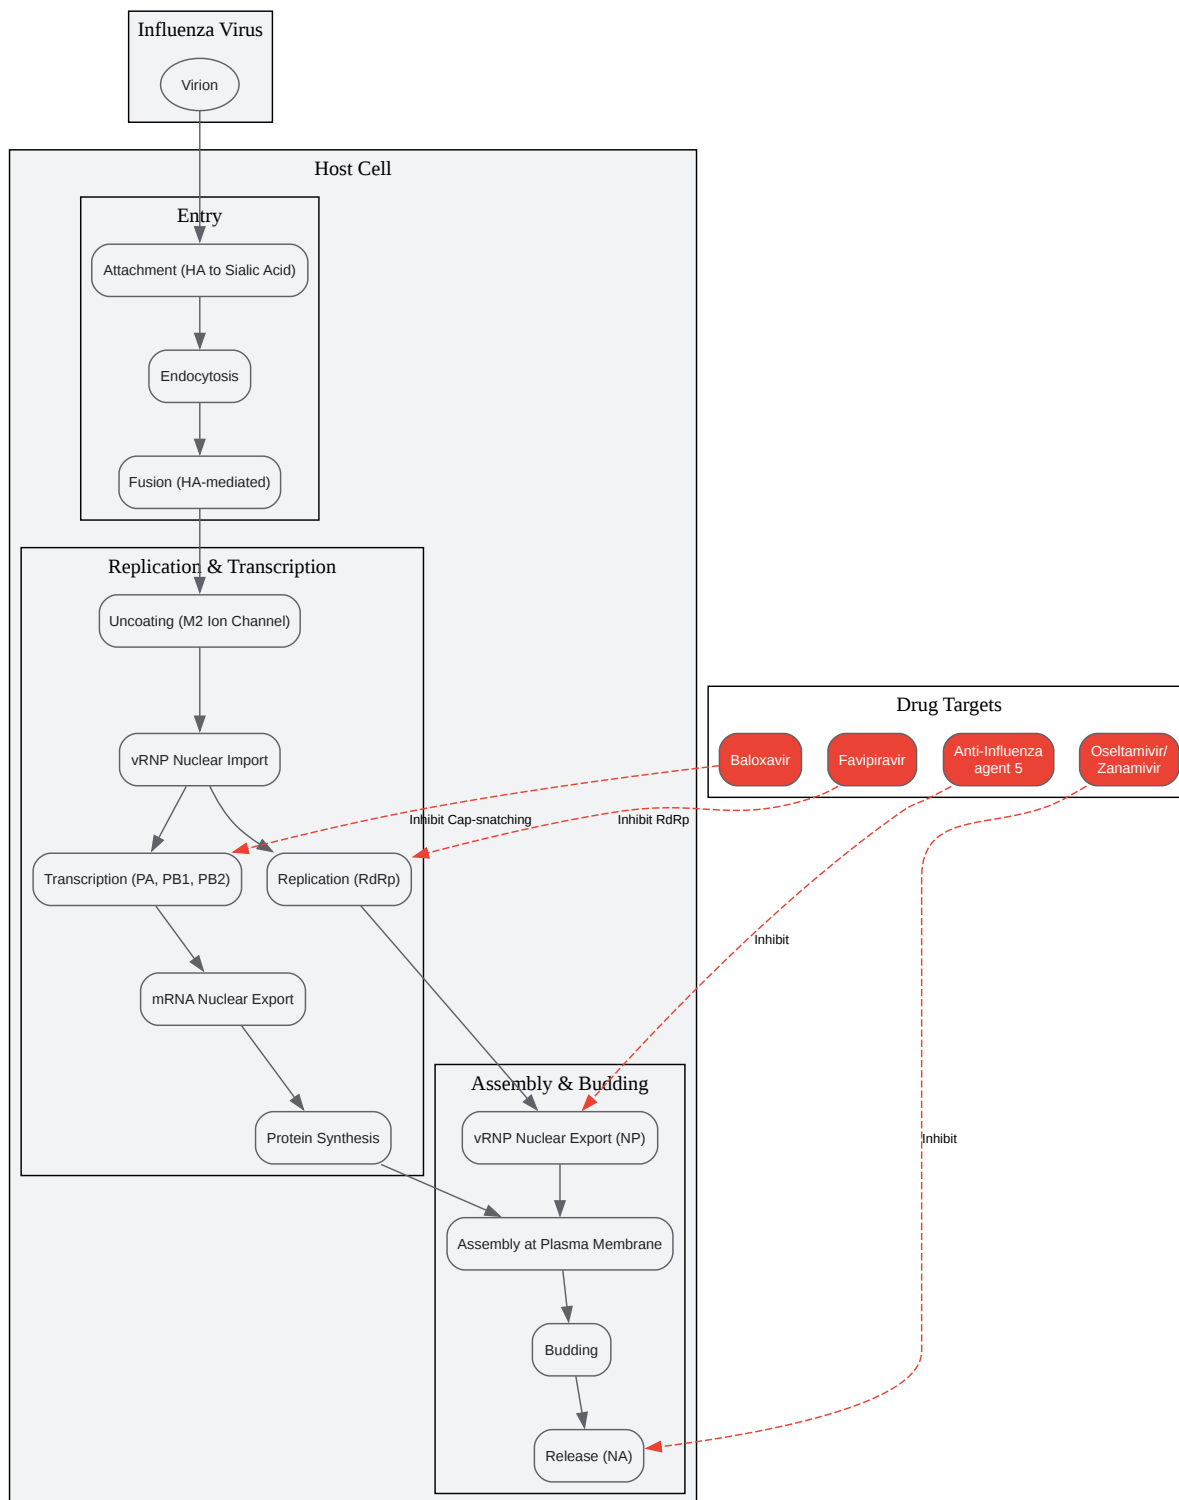 Influenza Virus
Virion
Host Cell
Entry
Attachment (HA to Sialic Acid)
Endocytosis
Fusion (HA-mediated)
Replication & Transcription
Uncoating (M2 Ion Channel)
vRNP Nuclear Import
Drug Targets
Baloxavir
Favipiravir
Anti-Influenza
agent 5
Oseltamivir/
Zanamivir
Inhibit Cap-snatching
Inhibit RdRp
Transcription (PA, PB1, PB2)
Replication (RdRp)
Inhibit
mRNA Nuclear Export
Assembly & Budding
Protein Synthesis
vRNP Nuclear Export (NP)
Inhibit
Assembly at Plasma Membrane
Budding
Release (NA)